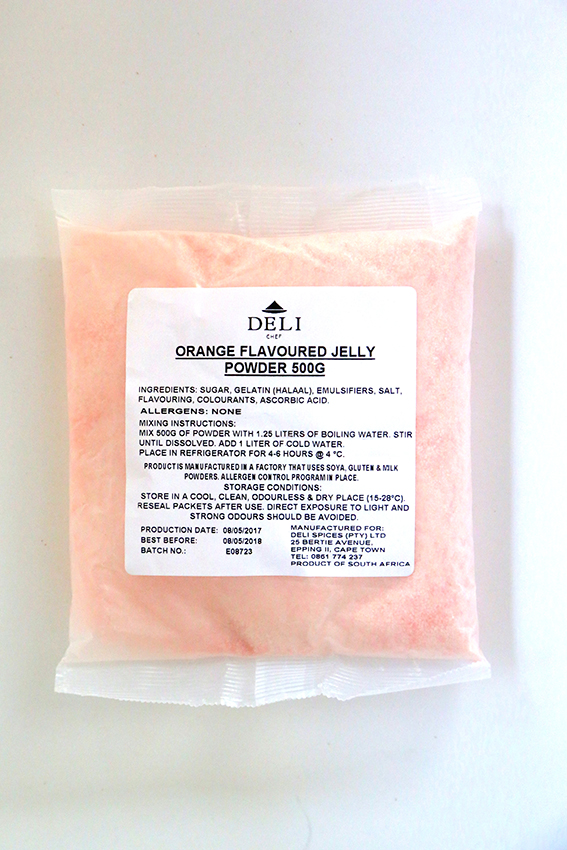 DELI
CHEF
ORANGE FLAVOURED JELLY
POWDER 500G
INGREDIENTS: SUGAR, GELATIN (HALAAL), EMULSIFIERS, SALT,
FLAVOURING, COLOURANTS, ASCORBIC ACID.
ALLERGENS: NONE
MIXING INSTRUCTIONS:
MIX 500G OF POWDER WITH 1.25 LITERS OF BOILING WATER. STIR
UNTIL DISSOLVED. ADD 1 LITER OF COLD WATER.
PLACE IN REFRIGERATOR FOR 4-6 HOURS @ 4 °C.
PRODUCT IS MANUFACTURED IN A FACTORY THAT USES SOYA, GLUTEN & MILK
POWDERS. ALLERGEN CONTROL PROGRAM IN PLACE.
STORAGE CONDITIONS:
STORE IN A COOL, CLEAN, ODOURLESS & DRY PLACE (15-28°C).
RESEAL PACKETS AFTER USE. DIRECT EXPOSURE TO LIGHT AND
STRONG ODOURS SHOULD BE AVOIDED.
PRODUCTION DATE: 08/05/2017
BEST BEFORE: 08/05/2018
BATCH NO.: E08723
MANUFACTURED FOR:
DELI SPICES (PTY) LTD
25 BERTIE AVENUE,
EPPING II, CAPE TOWN
TEL: 0861 774 237
PRODUCT OF SOUTH AFRICA